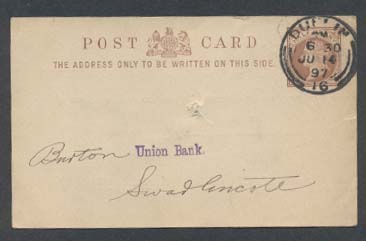 POST CARD
THE ADDRESS ONLY TO BE WRITTEN ON THIS SIDE.
DUBLIN
6 30
JU 14
97
16
Burton Union Bank.
Swadlincote